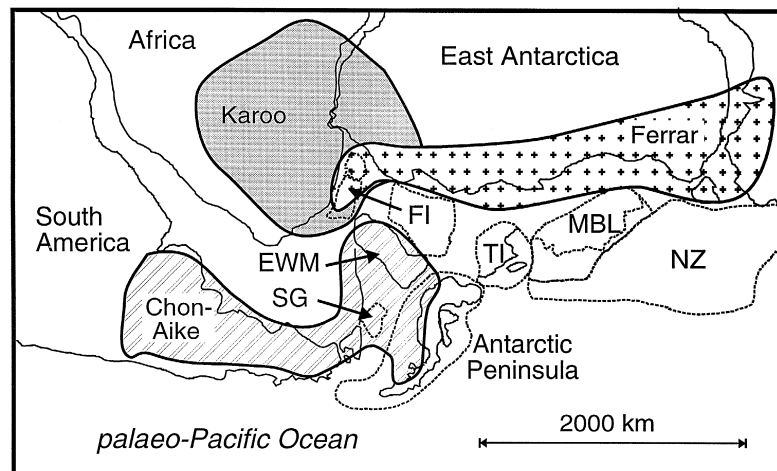 Africa
East Antarctica
Karoo
Ferrar
South
America
FI
MBL
TI
NZ
EWM
SG
Chon-
Aike
Antarctic
Peninsula
2000 km
palaeo-Pacific Ocean